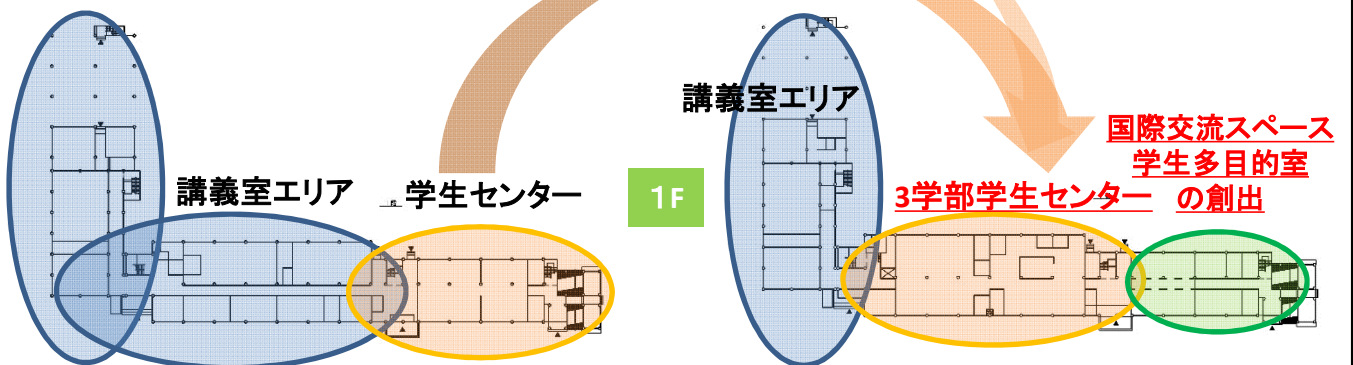 講義室エリア
学生センター
1F
講義室エリア
3学部学生センター
国際交流スペース
学生多目的室
の創出